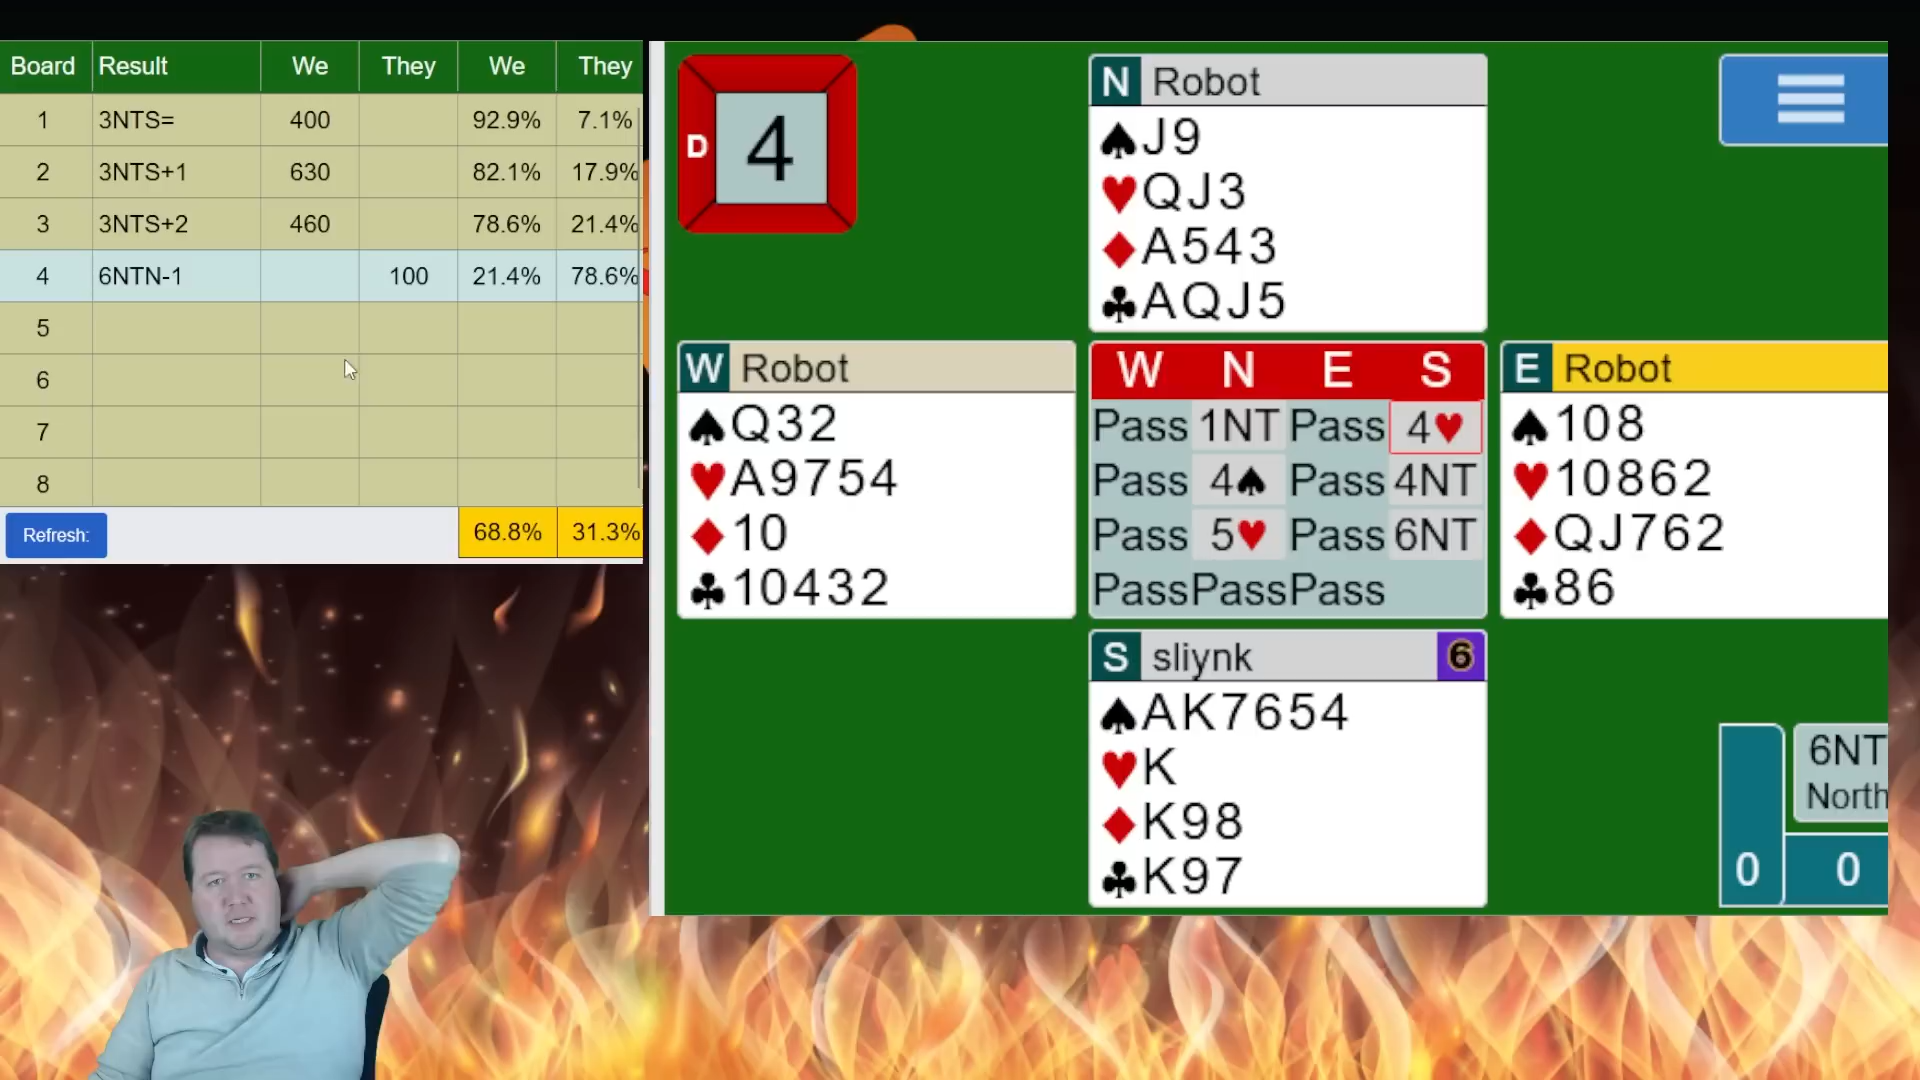 Board Result We They We They
1 3NTS= 400 92.9% 7.1%
2 3NTS+1 630 82.1% 17.9%
3 3NTS+2 460 78.6% 21.4%
4 6NTN-1 100 21.4% 78.6%
5
6
7
8
Refresh: 68.8% 31.3%
D 4
N Robot
♠J9
♥QJ3
♦A543
♣AQJ5
W Robot
♠Q32
♥A9754
♦10
♣10432
W N E S
Pass 1NT Pass 4♥
Pass 4♠ Pass 4NT
Pass 5♥ Pass 6NT
Pass Pass Pass
E Robot
♠108
♥10862
♦QJ762
♣86
S sliynk 6
♠AK7654
♥K
♦K98
♣K97
6NT
North
0 0